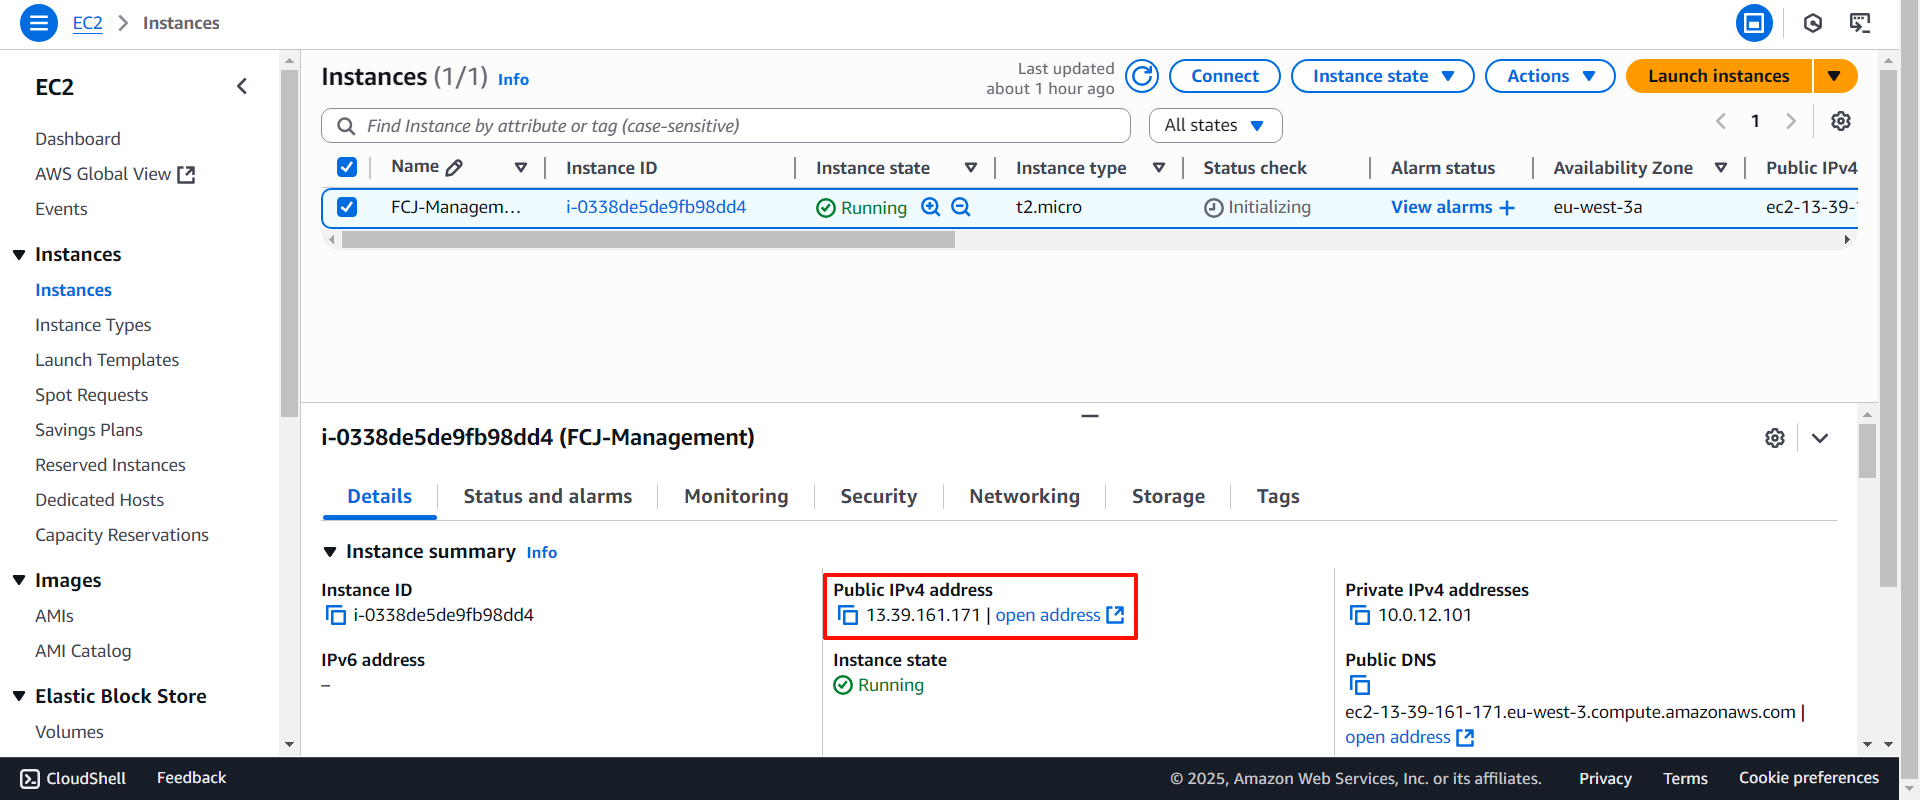 EC2 > Instances
EC2
Dashboard
AWS Global View
Events
Instances
Instances
Instance Types
Launch Templates
Spot Requests
Savings Plans
Reserved Instances
Dedicated Hosts
Capacity Reservations
Images
AMIs
AMI Catalog
Elastic Block Store
Volumes
Instances (1/1) Info
Last updated
about 1 hour ago
Connect
Instance state
Actions
Launch instances
Find Instance by attribute or tag (case-sensitive)
All states
1
Name Instance ID Instance state Instance type Status check Alarm status Availability Zone Public IPv4
FCJ-Managem... i-0338de5de9fb98dd4 Running t2.micro Initializing View alarms + eu-west-3a ec2-13-39-
i-0338de5de9fb98dd4 (FCJ-Management)
Details Status and alarms Monitoring Security Networking Storage Tags
Instance summary Info
Instance ID
i-0338de5de9fb98dd4
Public IPv4 address
13.39.161.171 | open address
Private IPv4 addresses
10.0.12.101
IPv6 address
–
Instance state
Running
Public DNS
ec2-13-39-161-171.eu-west-3.compute.amazonaws.com |
open address
CloudShell Feedback © 2025, Amazon Web Services, Inc. or its affiliates. Privacy Terms Cookie preferences